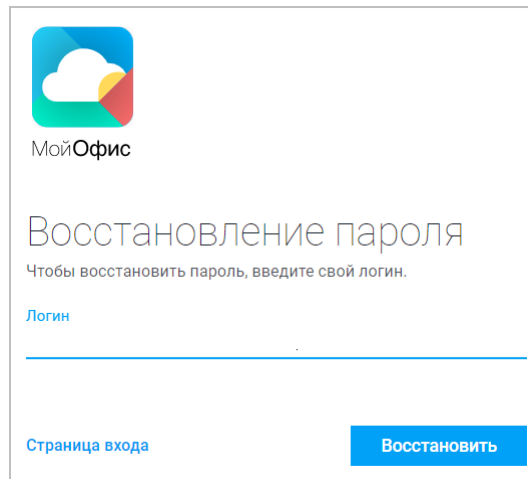 МойОфис
Восстановление пароля
Чтобы восстановить пароль, введите свой логин.
Логин
Страница входа
Восстановить